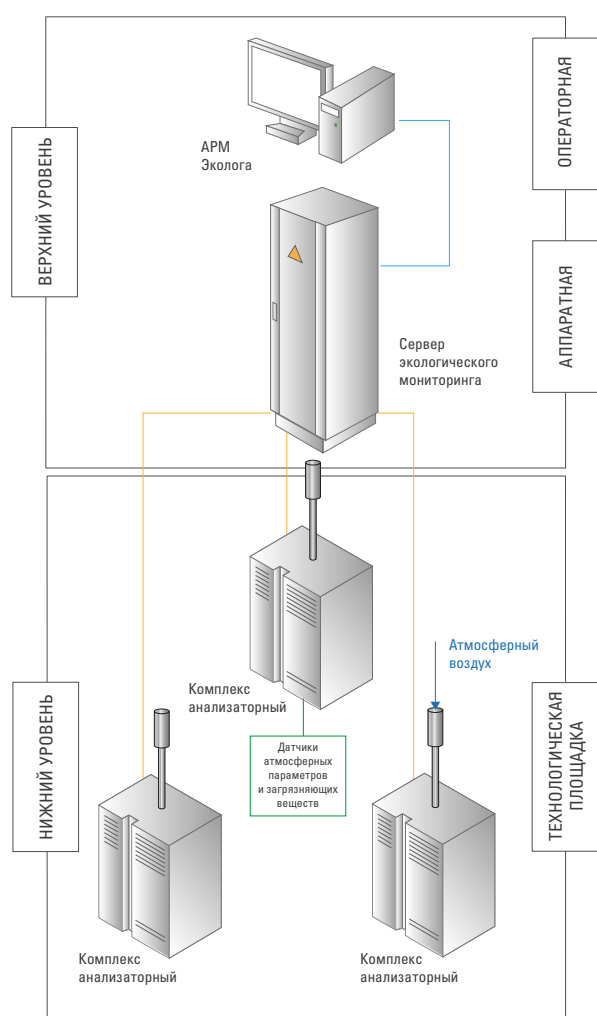 ВЕРХНИЙ УРОВЕНЬ
ОПЕРАТОРНАЯ
АРМ
Эколога
АППАРАТНАЯ
Сервер
экологического
мониторинга
НИЖНИЙ УРОВЕНЬ
ТЕХНОЛОГИЧЕСКАЯ
ПЛОЩАДКА
Атмосферный
воздух
Комплекс
анализаторный
Датчики
атмосферных
параметров
и загрязняющих
веществ
Комплекс
анализаторный
Комплекс
анализаторный